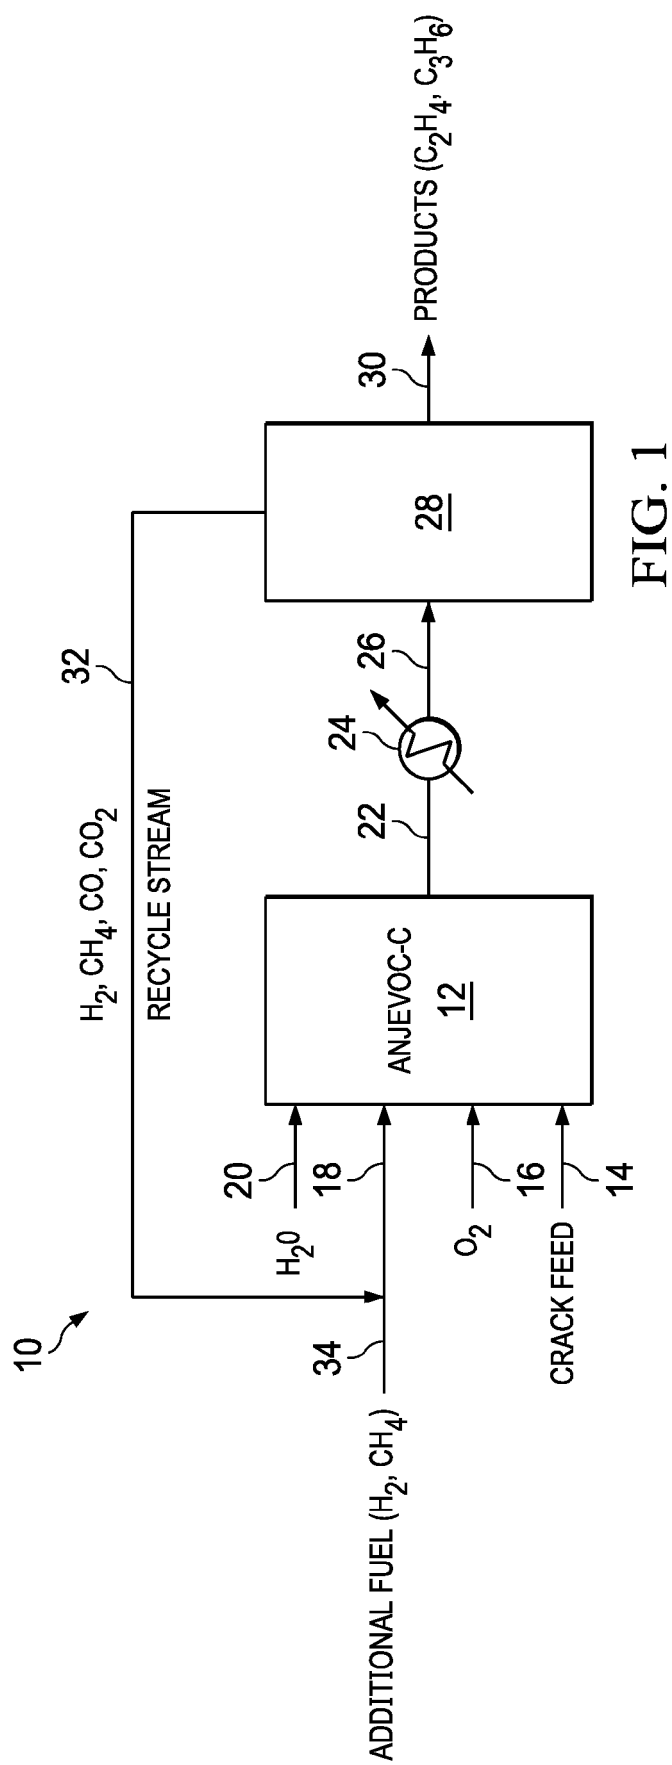 10
32
H2, CH4, CO, CO2
RECYCLE STREAM
ADDITIONAL FUEL (H2, CH4)
34
H20
20
18
O2
16
CRACK FEED
14
ANJEVOC-C
12
22
24
26
28
30
PRODUCTS (C2H4, C3H6)
FIG. 1